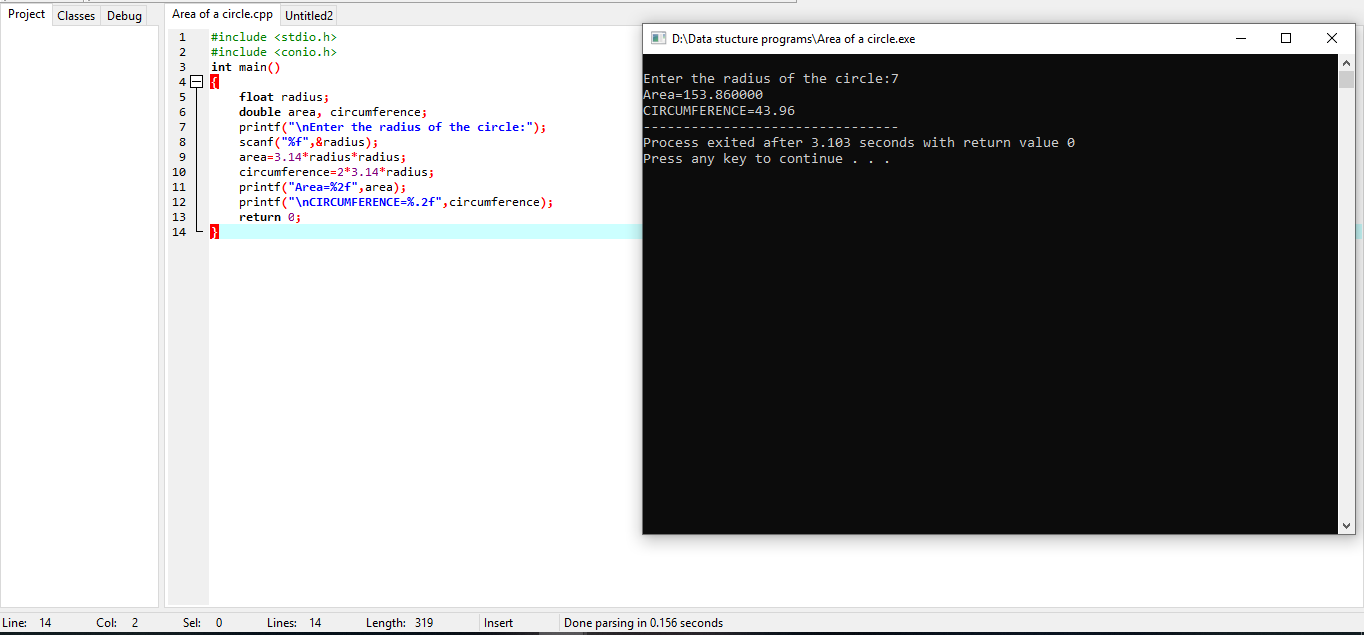 Project Classes Debug
Area of a circle.cpp Untitled2
1 #include <stdio.h>
2 #include <conio.h>
3 int main()
4 {
5 float radius;
6 double area, circumference;
7 printf("\nEnter the radius of the circle:");
8 scanf("%f",&radius);
9 area=3.14*radius*radius;
10 circumference=2*3.14*radius;
11 printf("Area=%2f",area);
12 printf("\nCIRCUMFERENCE=%.2f",circumference);
13 return 0;
14 }
D:\Data stucture programs\Area of a circle.exe
Enter the radius of the circle:7
Area=153.860000
CIRCUMFERENCE=43.96
--------------------------------
Process exited after 3.103 seconds with return value 0
Press any key to continue . . .
Line: 14 Col: 2 Sel: 0 Lines: 14 Length: 319 Insert Done parsing in 0.156 seconds